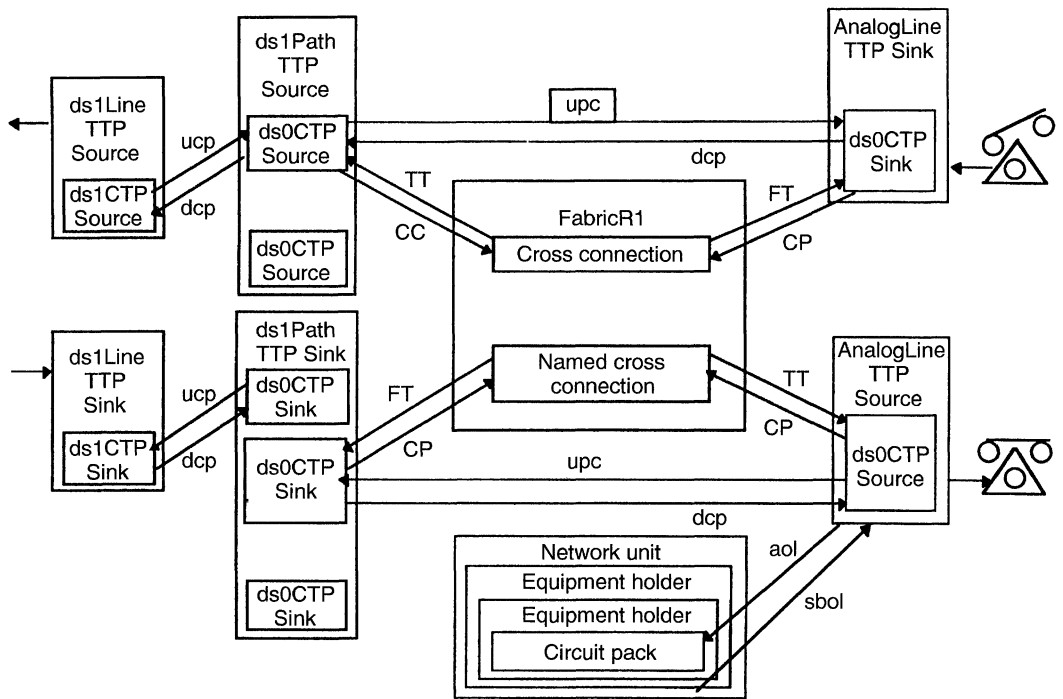 ds1Path
TTP
Source
AnalogLine
TTP Sink
ds1Line
TTP
Source
upc
ucp
ds0CTP
Source
dcp
ds0CTP
Sink
ds1CTP
Source
dcp
TT
CC
FabricR1
FT
CP
Cross connection
ds0CTP
Source
ds1Line
TTP
Sink
ds1Path
TTP Sink
AnalogLine
TTP
Source
ucp
ds0CTP
Sink
FT
Named cross
connection
TT
CP
CP
ds1CTP
Sink
dcp
ds0CTP
Sink
upc
ds0CTP
Source
dcp
Network unit
aol
Equipment holder
sbol
Equipment holder
ds0CTP
Sink
Circuit pack